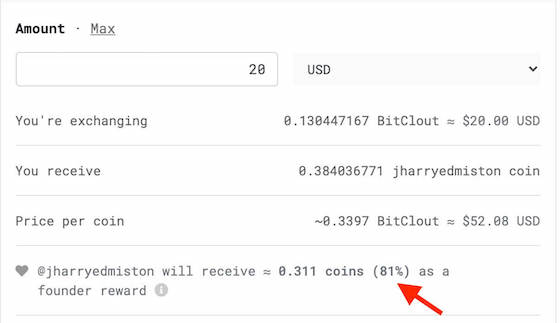 Amount · Max
20 USD
You're exchanging 0.130447167 BitClout ≈ $20.00 USD
You receive 0.384036771 jharryedmiston coin
Price per coin ~0.3397 BitClout ≈ $52.08 USD
@jharryedmiston will receive ≈ 0.311 coins (81%) as a
founder reward